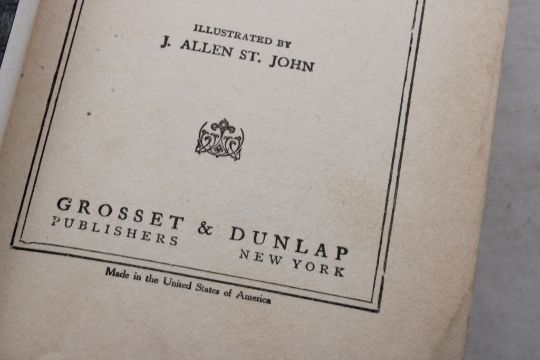 ILLUSTRATED BY
J. ALLEN ST. JOHN
GROSSET & DUNLAP
PUBLISHERS NEW YORK
Made in the United States of America